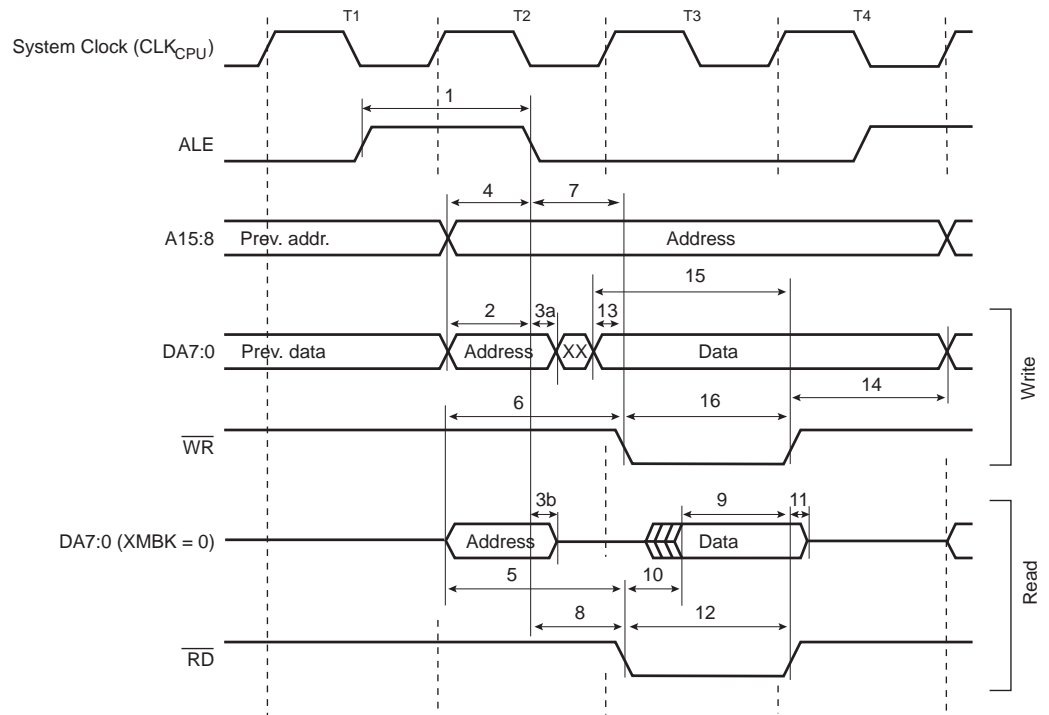 T1 T2 T3 T4
System Clock (CLKCPU)
1
ALE
4 7
A15:8 Prev. addr. Address
15
2 3a 13
DA7:0 Prev. data Address XX Data
14
6 16
WR
Write
3b 9 11
DA7:0 (XMBK = 0) Address Data
5 10
8 12
RD
Read